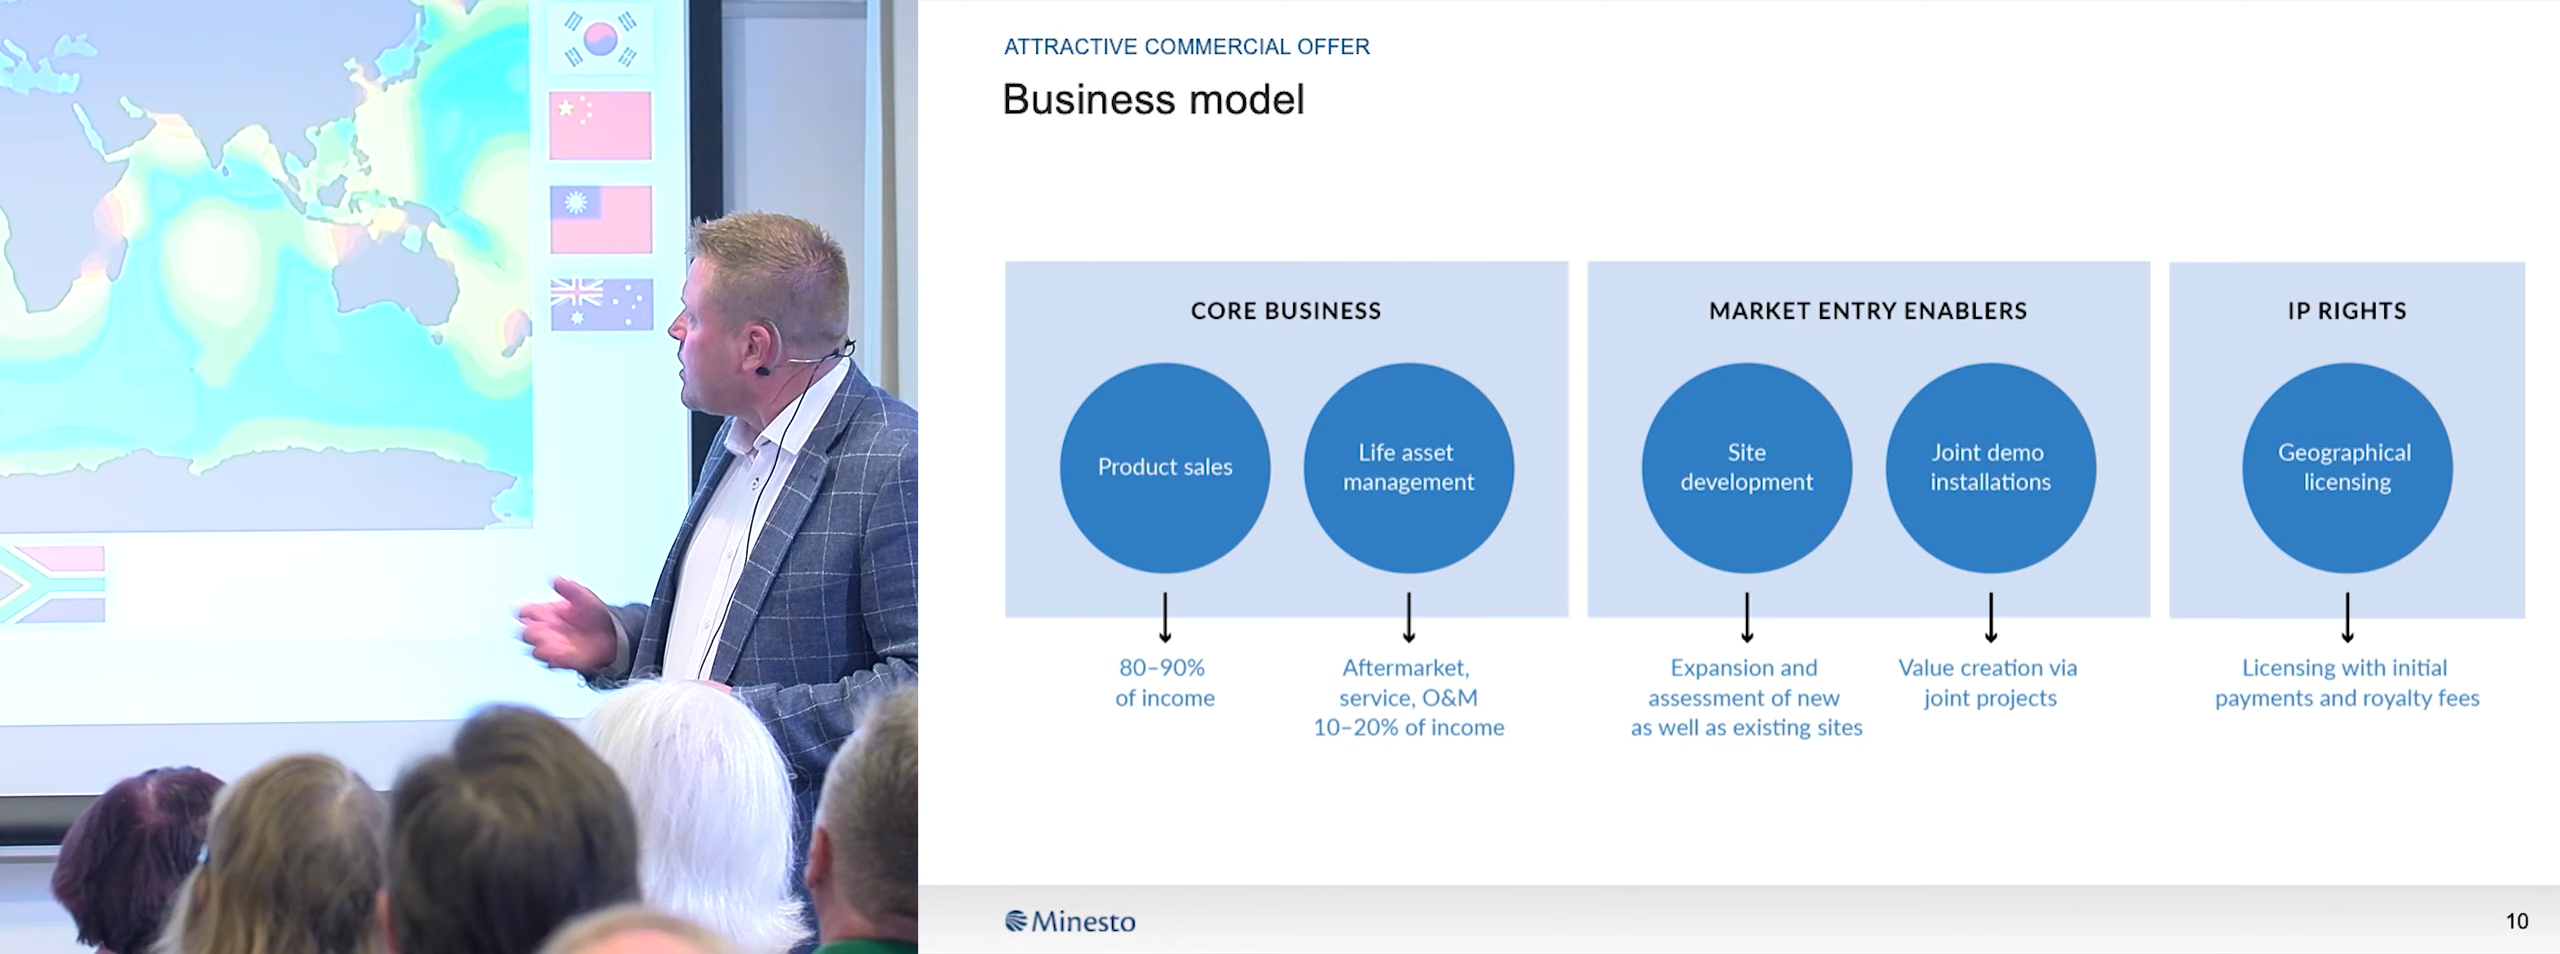 ATTRACTIVE COMMERCIAL OFFER
Business model
CORE BUSINESS
Product sales
Life asset
management
80–90%
of income
Aftermarket,
service, O&M
10–20% of income
MARKET ENTRY ENABLERS
Site
development
Joint demo
installations
Expansion and
assessment of new
as well as existing sites
Value creation via
joint projects
IP RIGHTS
Geographical
licensing
Licensing with initial
payments and royalty fees
Minesto
10